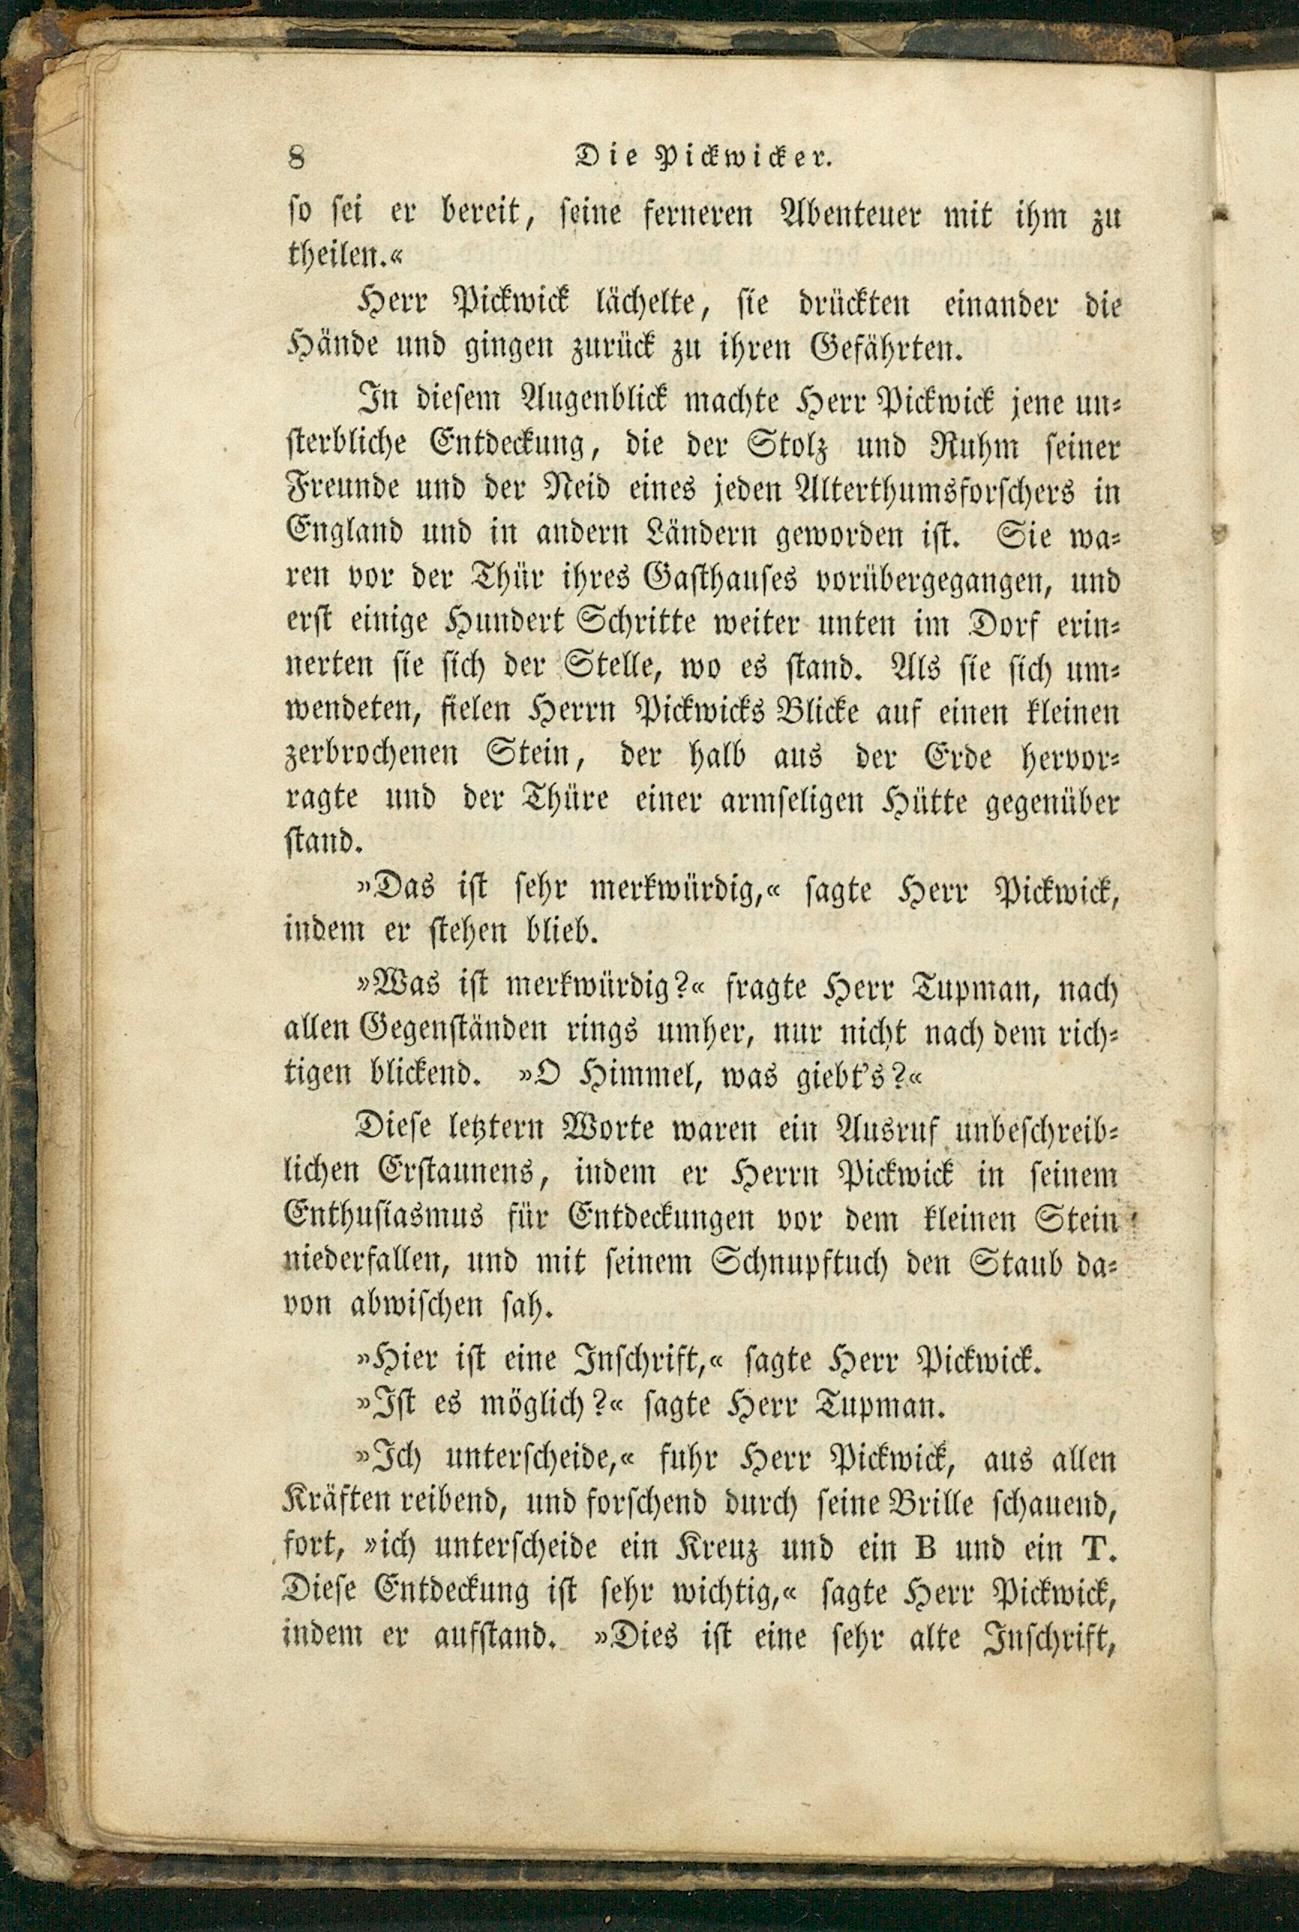 8 Die Pickwicker.
so sei er bereit, seine ferneren Abenteuer mit ihm zu
theilen.«
Herr Pickwick lächelte, sie drückten einander die
Hände und gingen zurück zu ihren Gefährten.
In diesem Augenblick machte Herr Pickwick jene un-
sterbliche Entdeckung, die der Stolz und Ruhm seiner
Freunde und der Neid eines jeden Alterthumsforschers in
England und in andern Ländern geworden ist. Sie wa-
ren vor der Thür ihres Gasthauses vorübergegangen, und
erst einige Hundert Schritte weiter unten im Dorf erin-
nerten sie sich der Stelle, wo es stand. Als sie sich um-
wendeten, fielen Herrn Pickwicks Blicke auf einen kleinen
zerbrochenen Stein, der halb aus der Erde hervor-
ragte und der Thüre einer armseligen Hütte gegenüber
stand.
»Das ist sehr merkwürdig,« sagte Herr Pickwick,
indem er stehen blieb.
»Was ist merkwürdig?« fragte Herr Tupman, nach
allen Gegenständen rings umher, nur nicht nach dem rich-
tigen blickend. »O Himmel, was giebt's?«
Diese letztern Worte waren ein Ausruf unbeschreib-
lichen Erstaunens, indem er Herrn Pickwick in seinem
Enthusiasmus für Entdeckungen vor dem kleinen Stein
niederfallen, und mit seinem Schnupftuch den Staub da-
von abwischen sah.
»Hier ist eine Inschrift,« sagte Herr Pickwick.
»Ist es möglich?« sagte Herr Tupman.
»Ich unterscheide,« fuhr Herr Pickwick, aus allen
Kräften reibend, und forschend durch seine Brille schauend,
fort, »ich unterscheide ein Kreuz und ein B und ein T.
Diese Entdeckung ist sehr wichtig,« sagte Herr Pickwick,
indem er aufstand. »Dies ist eine sehr alte Inschrift,